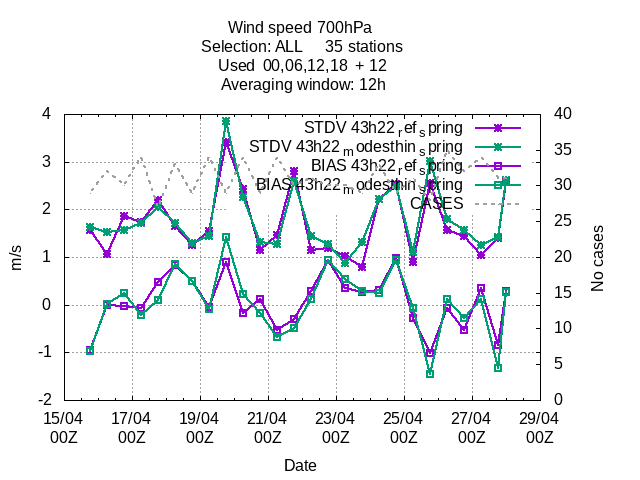 Wind speed 700hPa
Selection: ALL 35 stations
Used 00,06,12,18 + 12
Averaging window: 12h
STDV 43h22_ref_spring
STDV 43h22_modesthin_spring
BIAS 43h22_ref_spring
BIAS 43h22_modesthin_spring
CASES
4
3
2
1
0
-1
-2
m/s
40
35
30
25
20
15
10
5
0
No cases
15/04 17/04 19/04 21/04 23/04 25/04 27/04 29/04
00Z 00Z 00Z 00Z 00Z 00Z 00Z 00Z
Date